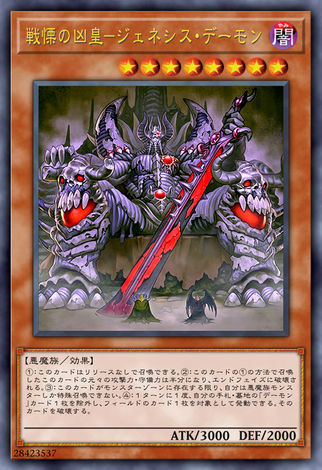 戦慄の凶皇－ジェネシス・デーモン
闇
やみ
【悪魔族／効果】
①：このカードはリリースなしで召喚できる。②：このカードの①の方法で召喚
したこのカードの元々の攻撃力・守備力は半分になり、エンドフェイズに破壊さ
れる。③：このカードがモンスターゾーンに存在する限り、自分は悪魔族モンス
ターしか特殊召喚できない。④：１ターンに１度、自分の手札・墓地の「デーモン
」カード１枚を除外し、フィールドのカード１枚を対象として発動できる。その
カードを破壊する。
ATK/3000 DEF/2000
28423537